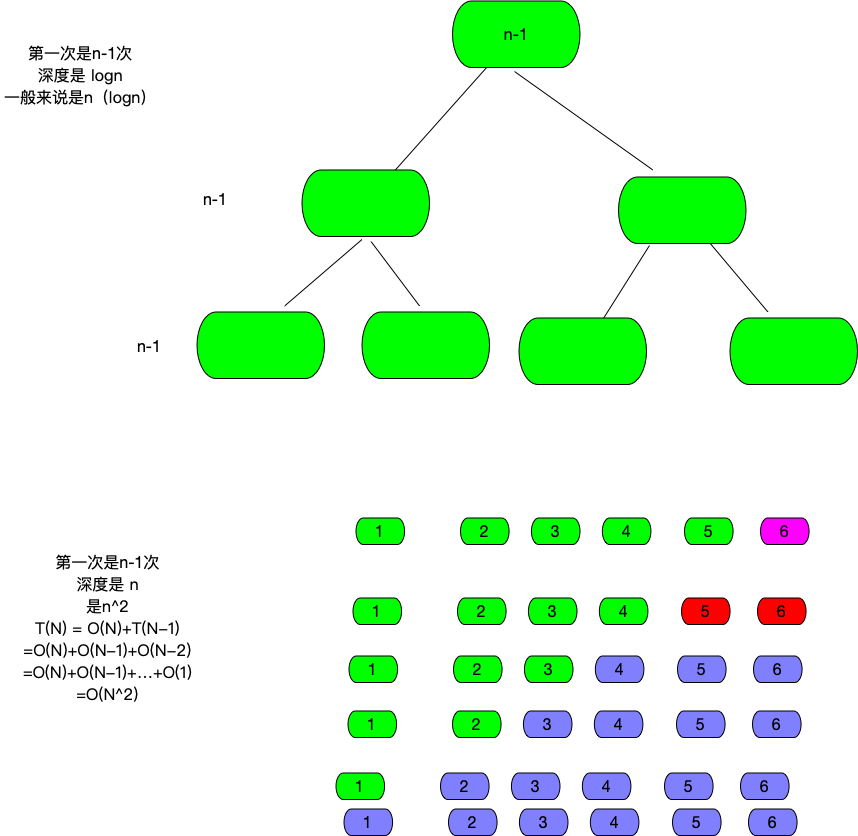 n-1
第一次是n-1次
深度是 logn
一般来说是n（logn）
n-1
n-1
1 2 3 4 5 6
第一次是n-1次
深度是 n
是n^2
T(N) = O(N)+T(N-1)
=O(N)+O(N-1)+O(N-2)
=O(N)+O(N-1)+...+O(1)
=O(N^2)
1 2 3 4 5 6
1 2 3 4 5 6
1 2 3 4 5 6
1 2 3 4 5 6
1 2 3 4 5 6